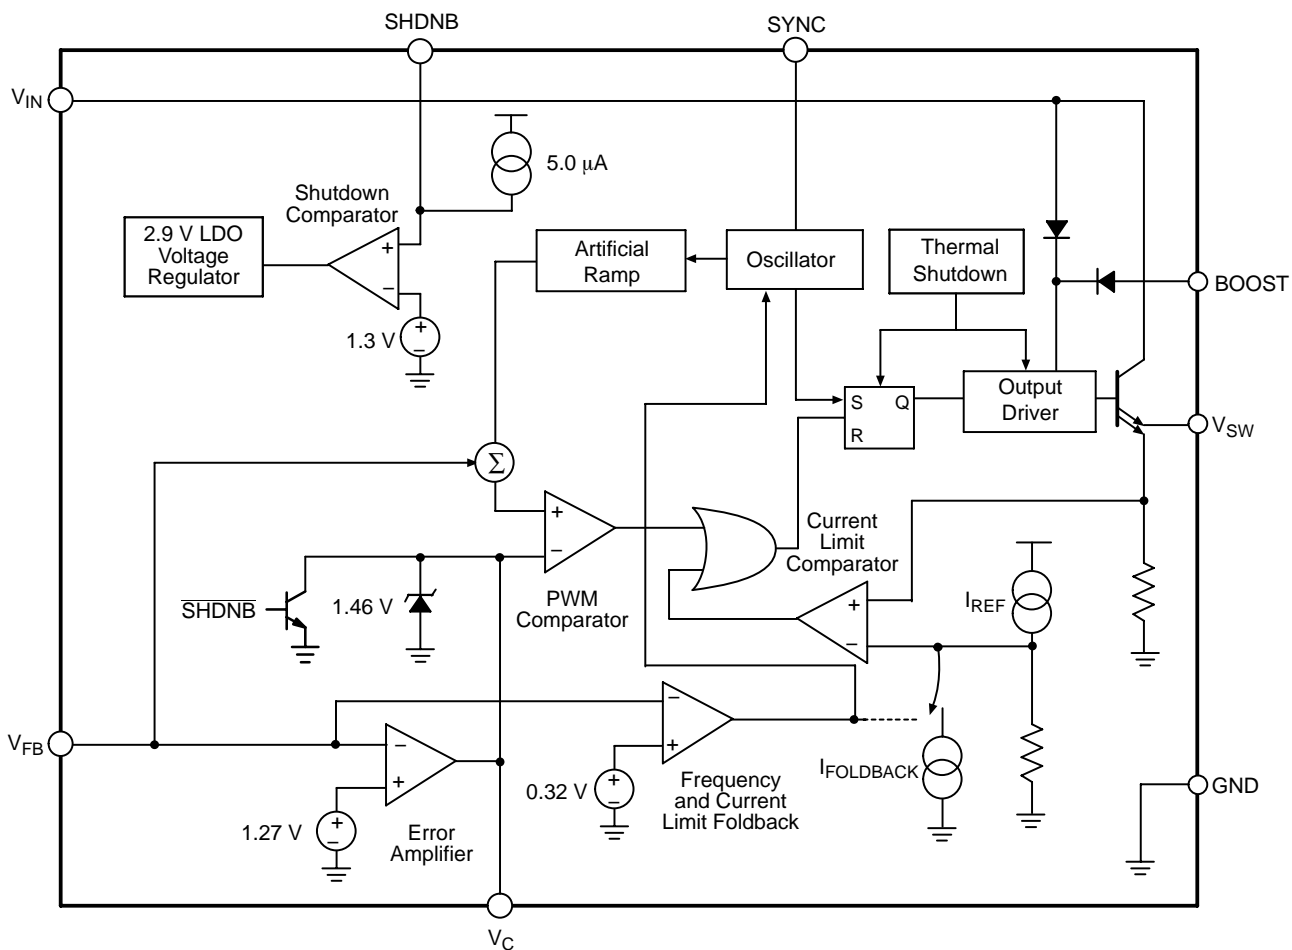 SHDNB
SYNC
V_IN
5.0 μA
Shutdown
Comparator
2.9 V LDO
Voltage
Regulator
+
−
1.3 V
+
−
Artificial
Ramp
Oscillator
Thermal
Shutdown
BOOST
S
Q
R
Output
Driver
V_SW
Σ
+
−
PWM
Comparator
Current
Limit
Comparator
+
−
I_REF
S̅H̅D̅N̅B̅
1.46 V
V_FB
−
+
Error
Amplifier
1.27 V
+
−
−
+
0.32 V
+
−
Frequency
and Current
Limit Foldback
I_FOLDBACK
GND
V_C